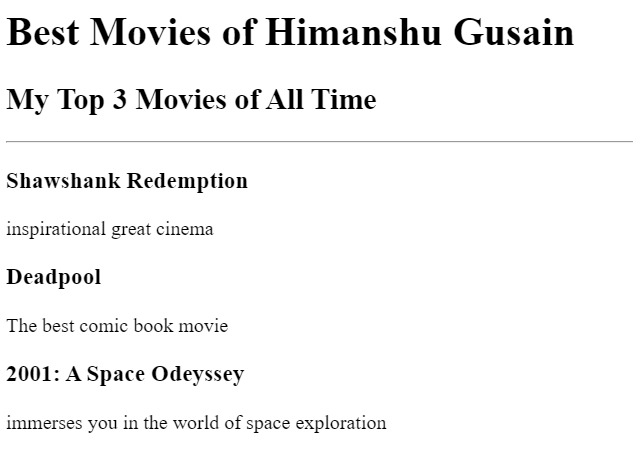 Best Movies of Himanshu Gusain
My Top 3 Movies of All Time
Shawshank Redemption
inspirational great cinema
Deadpool
The best comic book movie
2001: A Space Odeyssey
immerses you in the world of space exploration